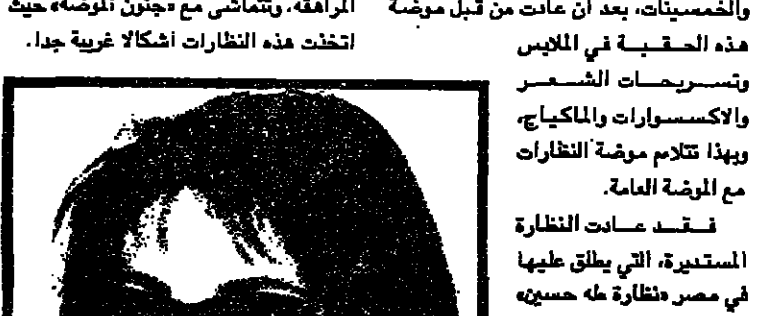 والخمسينات، بعد أن عادت من قبل موضة
هذه الحقبة في الملابس
وتسريحات الشعر
والاكسسوارات والماكياج،
وبهذا تتلاءم موضة النظارات
مع الموضة العامة.
فقد عادت النظارة
المستديرة، التي يطلق عليها
في مصر «نظارة طه حسين»
المراهقة، وتتماشى مع «جنون الموضة» حيث
اتخذت هذه النظارات أشكالا غريبة جدا.